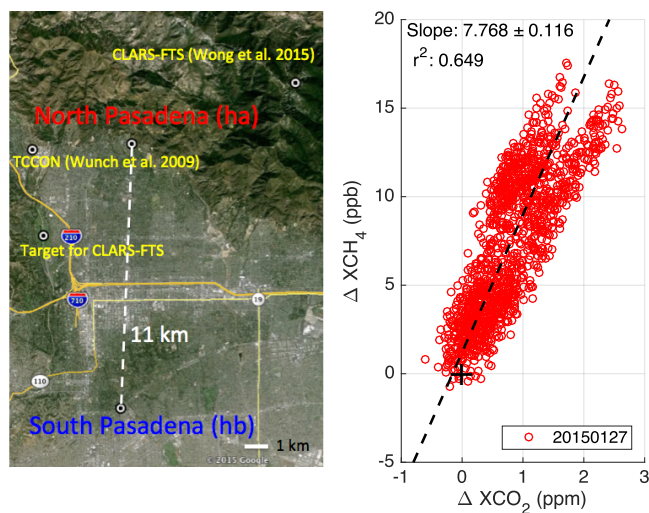 CLARS-FTS (Wong et al. 2015)
North Pasadena (ha)
TCCON (Wunch et al. 2009)
210
Target for CLARS-FTS
710
19
11 km
110
South Pasadena (hb)
1 km
© 2015 Google
Slope: 7.768 ± 0.116
r²: 0.649
20
15
10
5
0
-5
Δ XCH₄ (ppb)
20150127
-1
0
1
2
3
Δ XCO₂ (ppm)